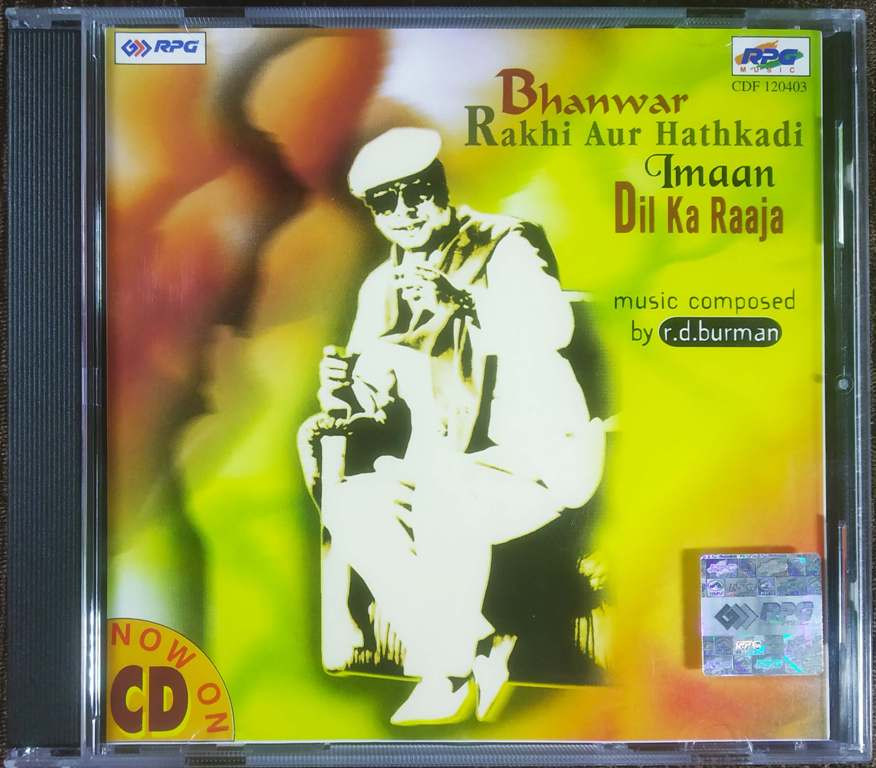 RPG
RPG
MUSIC
CDF 120403
Bhanwar
Rakhi Aur Hathkadi
Imaan
Dil Ka Raaja
music composed
by r.d.burman
NOW ON
CD
RPG